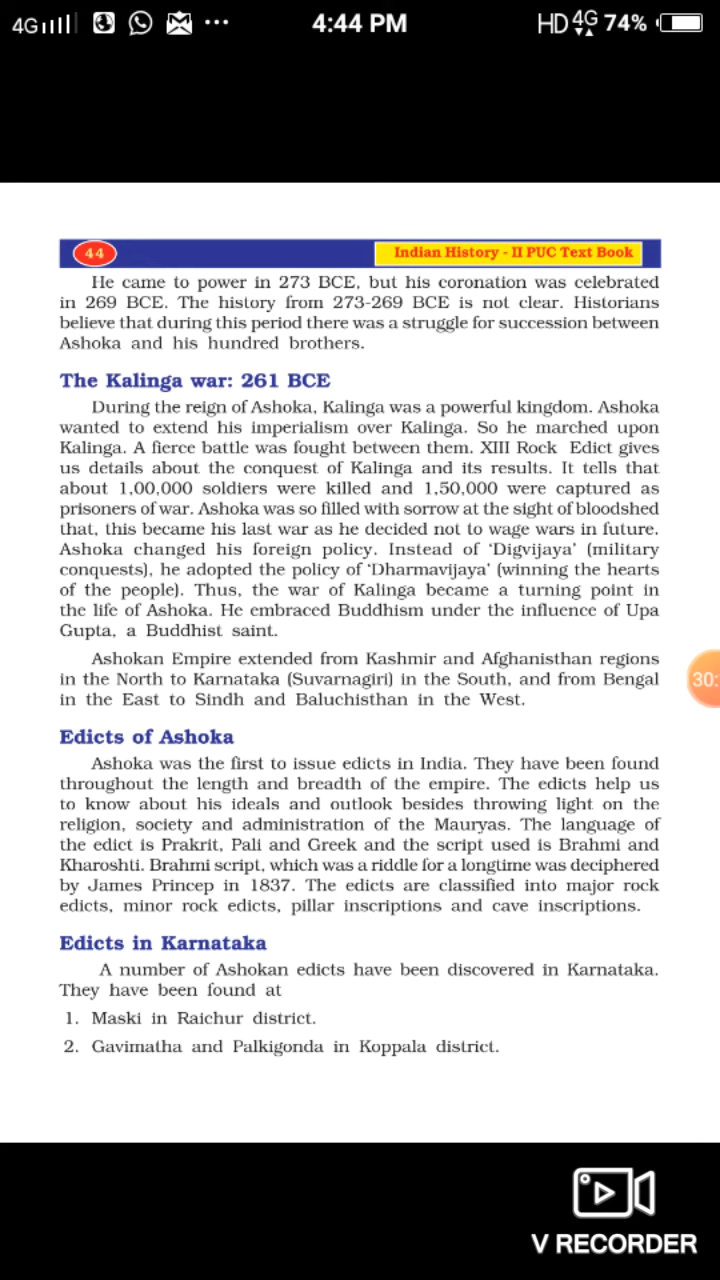 4G 4:44 PM HD 4G 74%
44 Indian History - II PUC Text Book
He came to power in 273 BCE, but his coronation was celebrated
in 269 BCE. The history from 273-269 BCE is not clear. Historians
believe that during this period there was a struggle for succession between
Ashoka and his hundred brothers.
The Kalinga war: 261 BCE
During the reign of Ashoka, Kalinga was a powerful kingdom. Ashoka
wanted to extend his imperialism over Kalinga. So he marched upon
Kalinga. A fierce battle was fought between them. XIII Rock Edict gives
us details about the conquest of Kalinga and its results. It tells that
about 1,00,000 soldiers were killed and 1,50,000 were captured as
prisoners of war. Ashoka was so filled with sorrow at the sight of bloodshed
that, this became his last war as he decided not to wage wars in future.
Ashoka changed his foreign policy. Instead of ‘Digvijaya’ (military
conquests), he adopted the policy of ‘Dharmavijaya’ (winning the hearts
of the people). Thus, the war of Kalinga became a turning point in
the life of Ashoka. He embraced Buddhism under the influence of Upa
Gupta, a Buddhist saint.
Ashokan Empire extended from Kashmir and Afghanisthan regions
in the North to Karnataka (Suvarnagiri) in the South, and from Bengal
in the East to Sindh and Baluchisthan in the West.
30:
Edicts of Ashoka
Ashoka was the first to issue edicts in India. They have been found
throughout the length and breadth of the empire. The edicts help us
to know about his ideals and outlook besides throwing light on the
religion, society and administration of the Mauryas. The language of
the edict is Prakrit, Pali and Greek and the script used is Brahmi and
Kharoshti. Brahmi script, which was a riddle for a longtime was deciphered
by James Princep in 1837. The edicts are classified into major rock
edicts, minor rock edicts, pillar inscriptions and cave inscriptions.
Edicts in Karnataka
A number of Ashokan edicts have been discovered in Karnataka.
They have been found at
1. Maski in Raichur district.
2. Gavimatha and Palkigonda in Koppala district.
V RECORDER